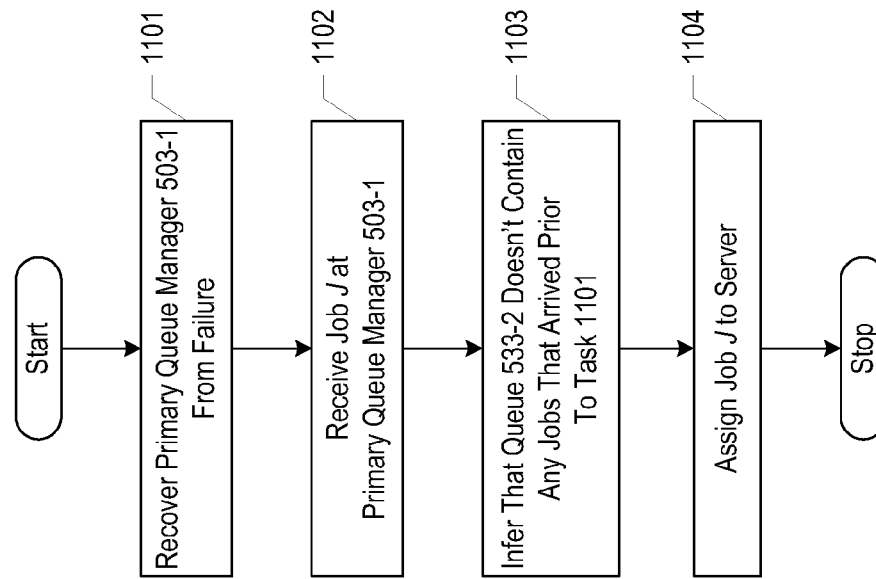 Start
Recover Primary Queue Manager 503-1
From Failure
1101
Receive Job J at
Primary Queue Manager 503-1
1102
Infer That Queue 533-2 Doesn't Contain
Any Jobs That Arrived Prior
To Task 1101
1103
Assign Job J to Server
1104
Stop